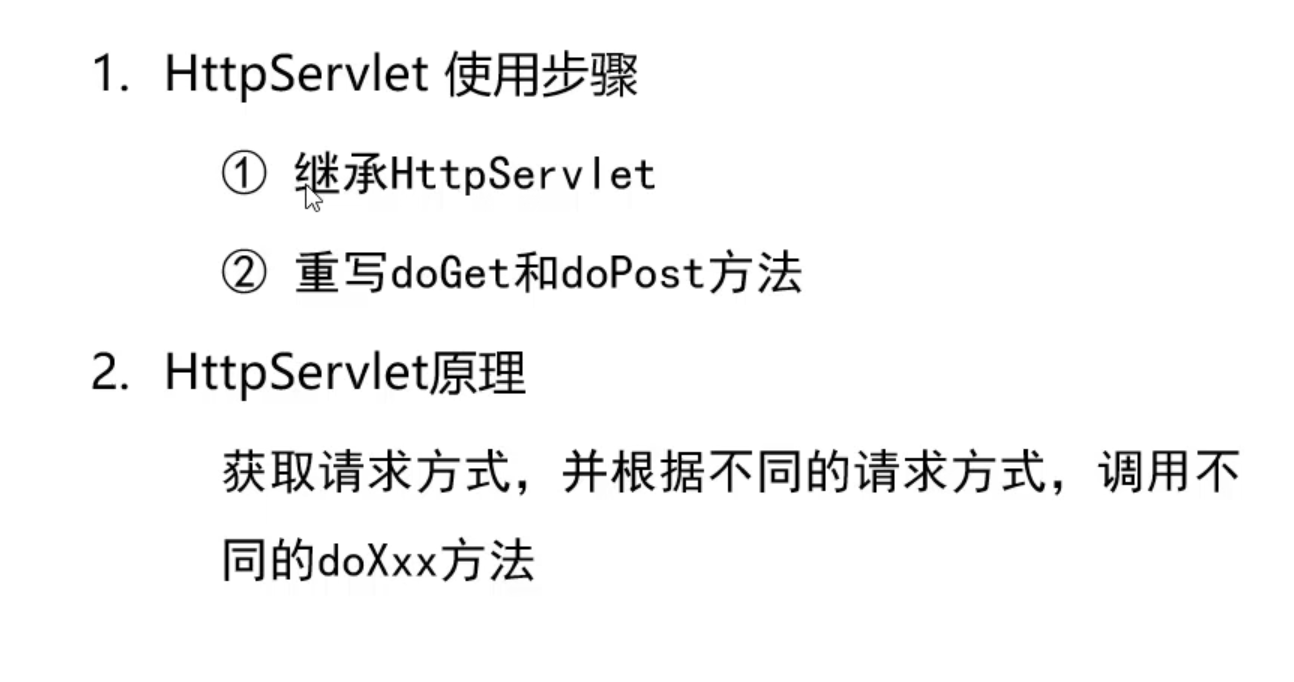 1. HttpServlet 使用步骤
① 继承HttpServlet
② 重写doGet和doPost方法
2. HttpServlet原理
获取请求方式，并根据不同的请求方式，调用不
同的doXxx方法